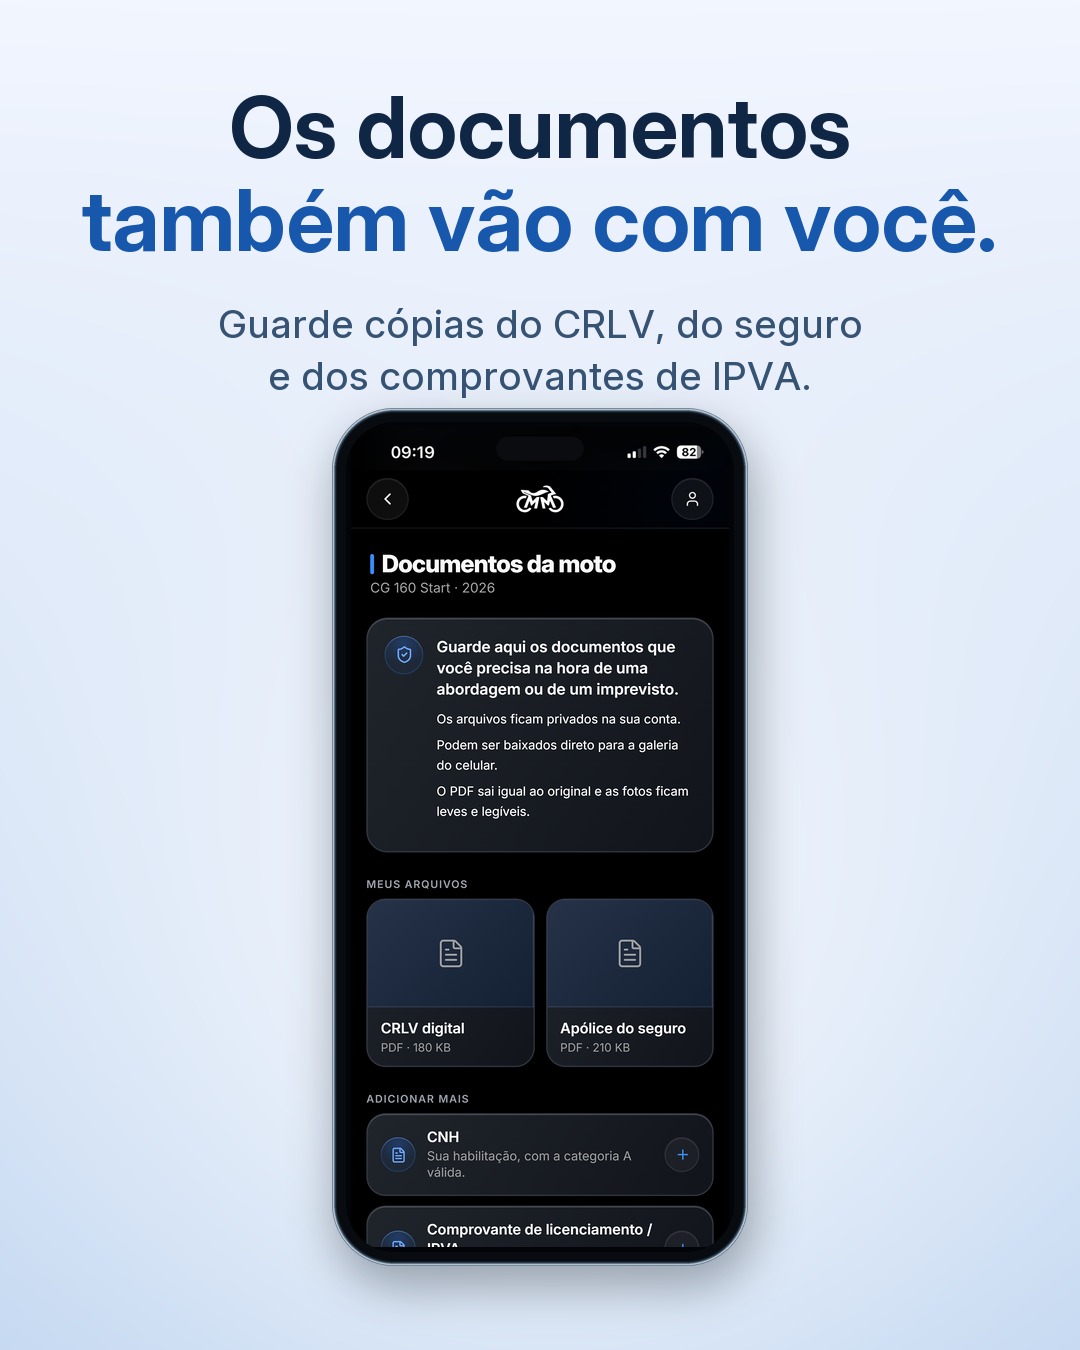 Os documentos
também vão com você.
Guarde cópias do CRLV, do seguro
e dos comprovantes de IPVA.
09:19
82
MM
Documentos da moto
CG 160 Start · 2026
Guarde aqui os documentos que
você precisa na hora de uma
abordagem ou de um imprevisto.
Os arquivos ficam privados na sua conta.
Podem ser baixados direto para a galeria
do celular.
O PDF sai igual ao original e as fotos ficam
leves e legíveis.
MEUS ARQUIVOS
CRLV digital
PDF · 180 KB
Apólice do seguro
PDF · 210 KB
ADICIONAR MAIS
CNH
Sua habilitação, com a categoria A
válida.
Comprovante de licenciamento /
IPVA